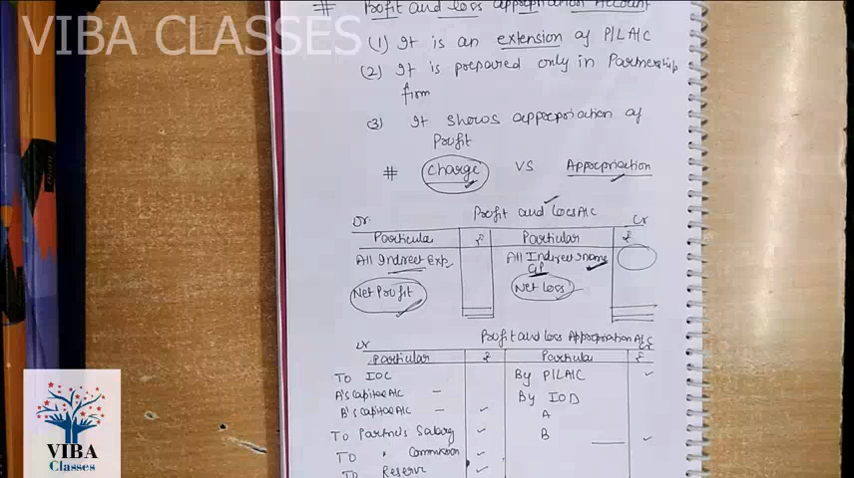 VIBA CLASSES
# Profit and loss appropriation Account
(1) It is an extension of P/L A/C
(2) It is prepared only in Partnership
firm
(3) It shows appropriation of
Profit
# Charge VS Appropriation
Profit and Loss A/C
Dr. Cr
Particular ₹ Particular ₹
All Indirect Exp. All Indirect Income
GP
Net Profit Net loss
Profit and loss Appropriation A/C
Dr Cr
Particular ₹ Particular ₹
To IOC By P/L A/C
A's Capital A/C – By IOD
B's Capital A/C – A
To Partner's Salary B
To " Commission
To Reserve
VIBA
Classes